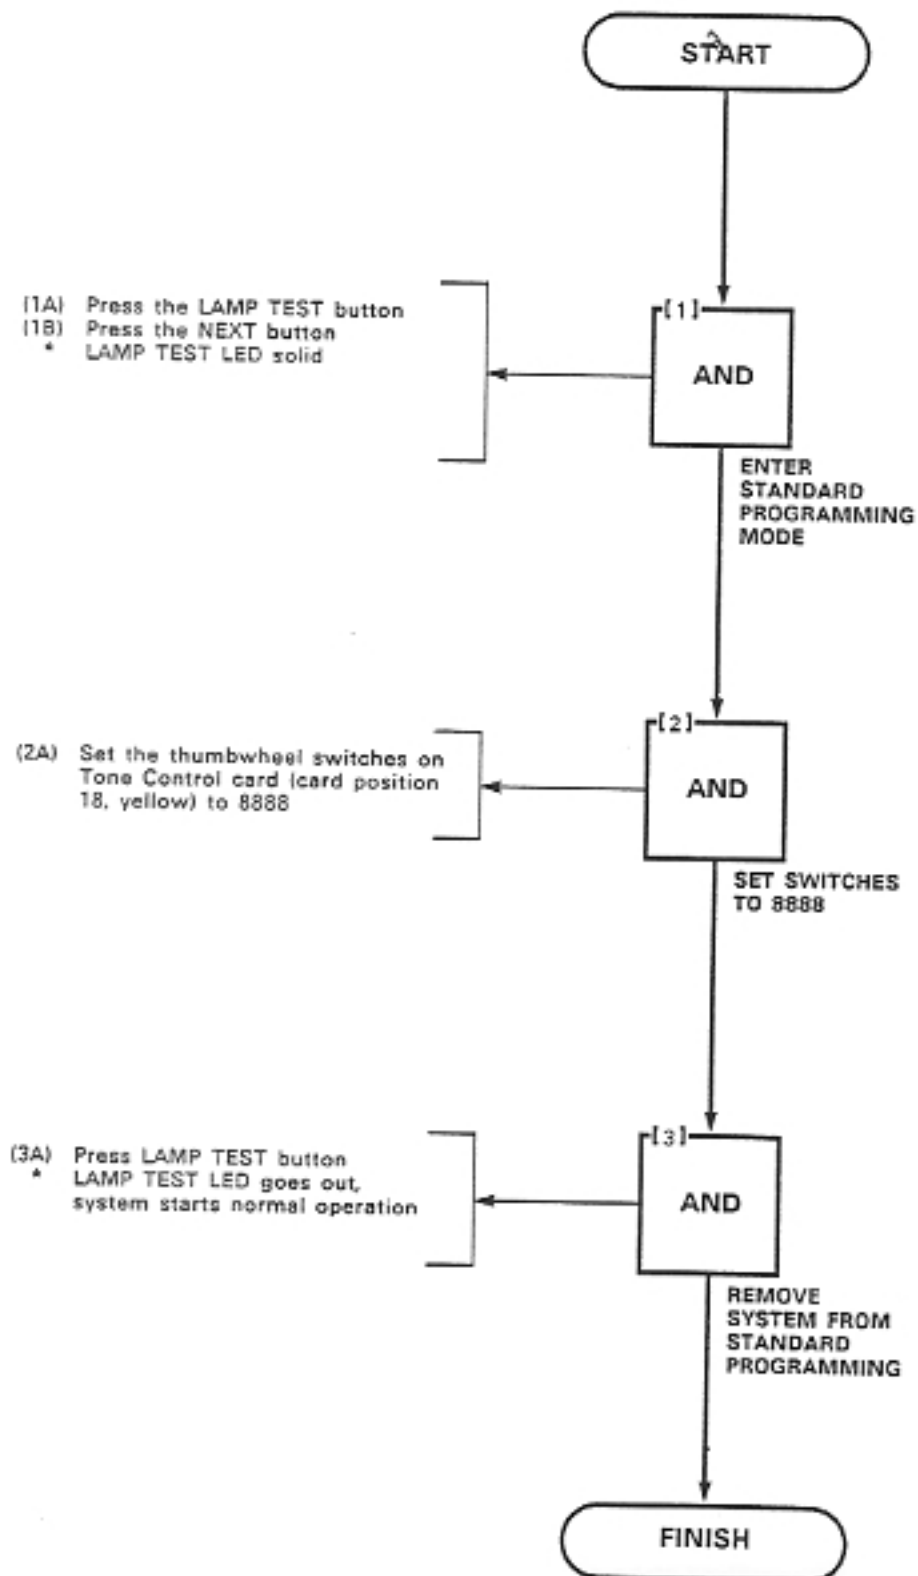 START
(1A) Press the LAMP TEST button
(1B) Press the NEXT button
* LAMP TEST LED solid
[1]
AND
ENTER
STANDARD
PROGRAMMING
MODE
(2A) Set the thumbwheel switches on
Tone Control card (card position
18, yellow) to 8888
[2]
AND
SET SWITCHES
TO 8888
(3A) Press LAMP TEST button
* LAMP TEST LED goes out,
system starts normal operation
[3]
AND
REMOVE
SYSTEM FROM
STANDARD
PROGRAMMING
FINISH